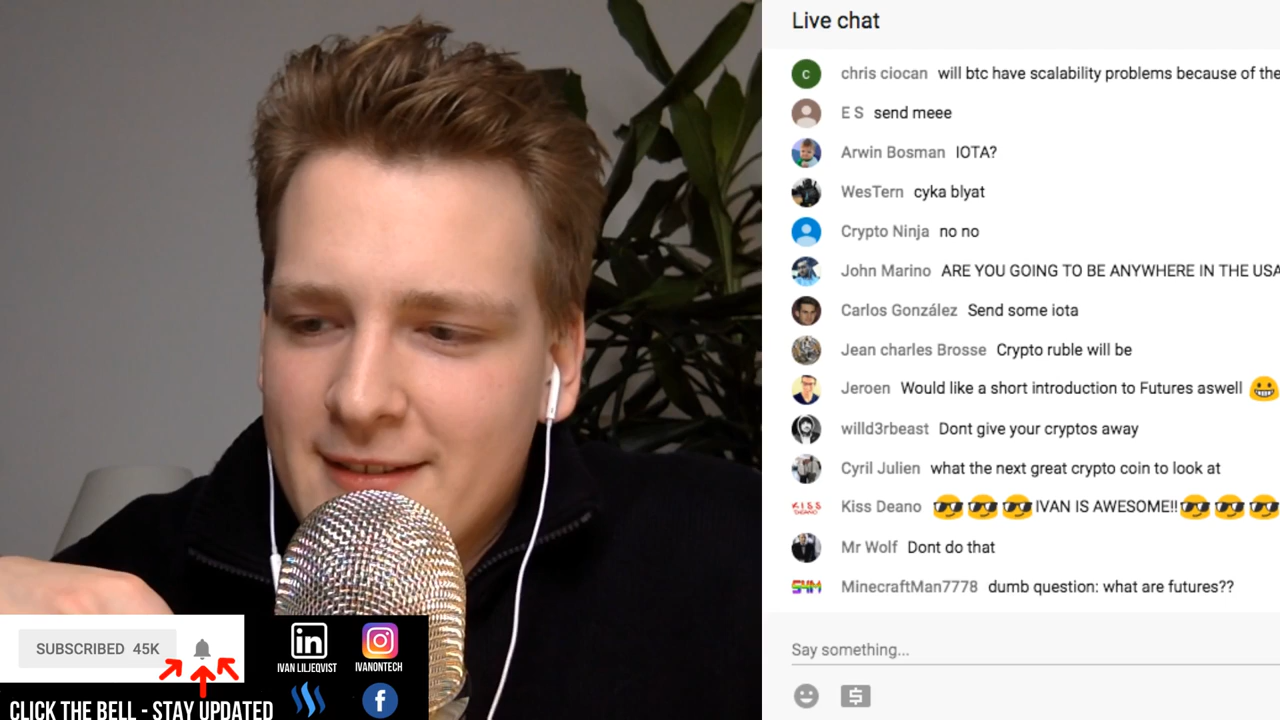 Live chat
c chris ciocan will btc have scalability problems because of the
E S send meee
Arwin Bosman IOTA?
WesTern cyka blyat
Crypto Ninja no no
John Marino ARE YOU GOING TO BE ANYWHERE IN THE USA
Carlos González Send some iota
Jean charles Brosse Crypto ruble will be
Jeroen Would like a short introduction to Futures aswell 😁
willd3rbeast Dont give your cryptos away
Cyril Julien what the next great crypto coin to look at
KISS DEANO Kiss Deano 😎😎😎IVAN IS AWESOME!!😎😎😎
Mr Wolf Dont do that
MinecraftMan7778 dumb question: what are futures??
Say something...
SUBSCRIBED 45K
CLICK THE BELL - STAY UPDATED
in
IVAN LILJEQVIST
IVANONTECH
f